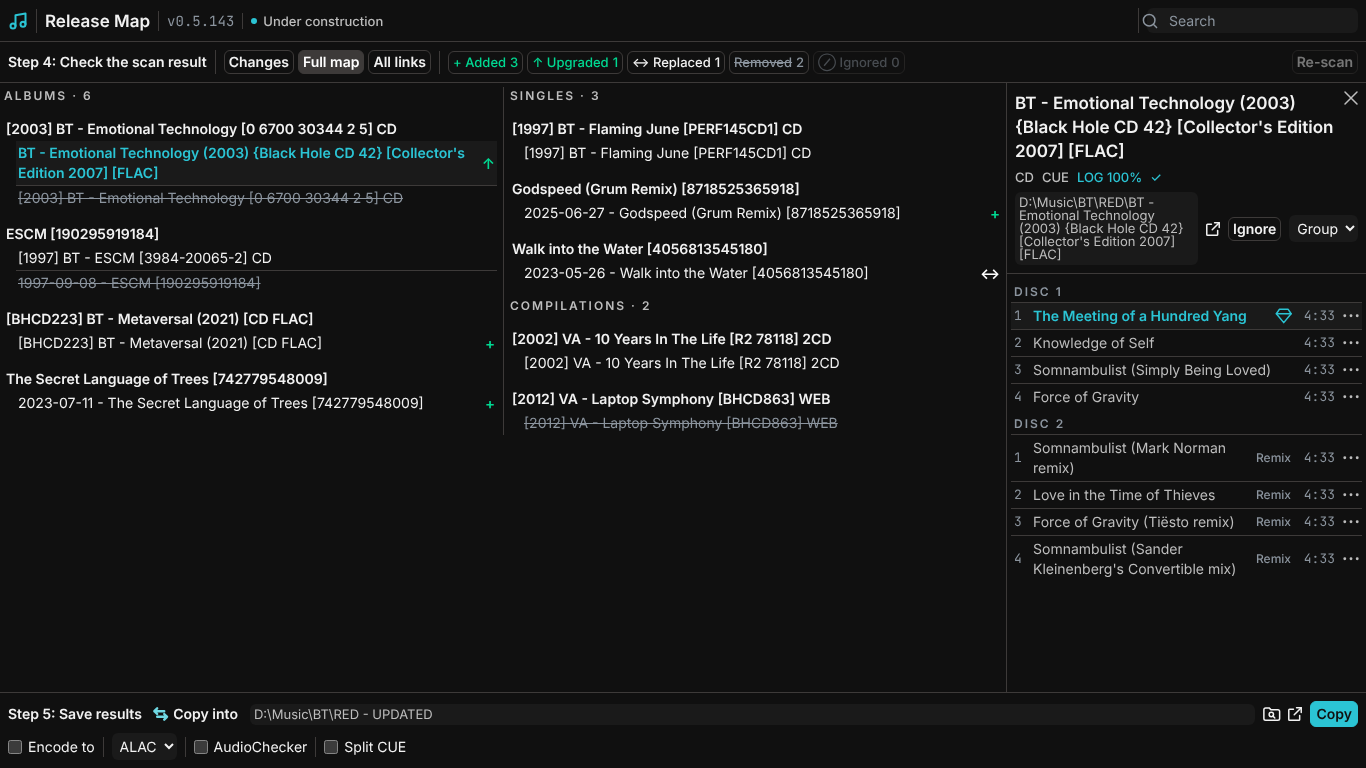 Release Map v0.5.143 Under construction Search
Step 4: Check the scan result Changes Full map All links + Added 3 ↑ Upgraded 1 ↔ Replaced 1 Removed 2 Ignored 0 Re-scan
ALBUMS · 6
[2003] BT - Emotional Technology [0 6700 30344 2 5] CD
BT - Emotional Technology (2003) {Black Hole CD 42} [Collector's
Edition 2007] [FLAC] ↑
[2003] BT - Emotional Technology [0 6700 30344 2 5] CD
ESCM [190295919184]
[1997] BT - ESCM [3984-20065-2] CD
1997-09-08 - ESCM [190295919184]
[BHCD223] BT - Metaversal (2021) [CD FLAC]
[BHCD223] BT - Metaversal (2021) [CD FLAC] +
The Secret Language of Trees [742779548009]
2023-07-11 - The Secret Language of Trees [742779548009] +
SINGLES · 3
[1997] BT - Flaming June [PERF145CD1] CD
[1997] BT - Flaming June [PERF145CD1] CD
Godspeed (Grum Remix) [8718525365918]
2025-06-27 - Godspeed (Grum Remix) [8718525365918] +
Walk into the Water [4056813545180]
2023-05-26 - Walk into the Water [4056813545180] ↔
COMPILATIONS · 2
[2002] VA - 10 Years In The Life [R2 78118] 2CD
[2002] VA - 10 Years In The Life [R2 78118] 2CD
[2012] VA - Laptop Symphony [BHCD863] WEB
[2012] VA - Laptop Symphony [BHCD863] WEB
BT - Emotional Technology (2003)
{Black Hole CD 42} [Collector's Edition
2007] [FLAC]
CD CUE LOG 100% ✓
D:\Music\BT\RED\BT -
Emotional Technology
(2003) {Black Hole CD 42}
[Collector's Edition 2007]
[FLAC]
Ignore Group
DISC 1
1 The Meeting of a Hundred Yang 4:33 ···
2 Knowledge of Self 4:33 ···
3 Somnambulist (Simply Being Loved) 4:33 ···
4 Force of Gravity 4:33 ···
DISC 2
1 Somnambulist (Mark Norman
remix) Remix 4:33 ···
2 Love in the Time of Thieves Remix 4:33 ···
3 Force of Gravity (Tiësto remix) Remix 4:33 ···
4 Somnambulist (Sander
Kleinenberg's Convertible mix) Remix 4:33 ···
Step 5: Save results Copy into D:\Music\BT\RED - UPDATED Copy
Encode to ALAC AudioChecker Split CUE